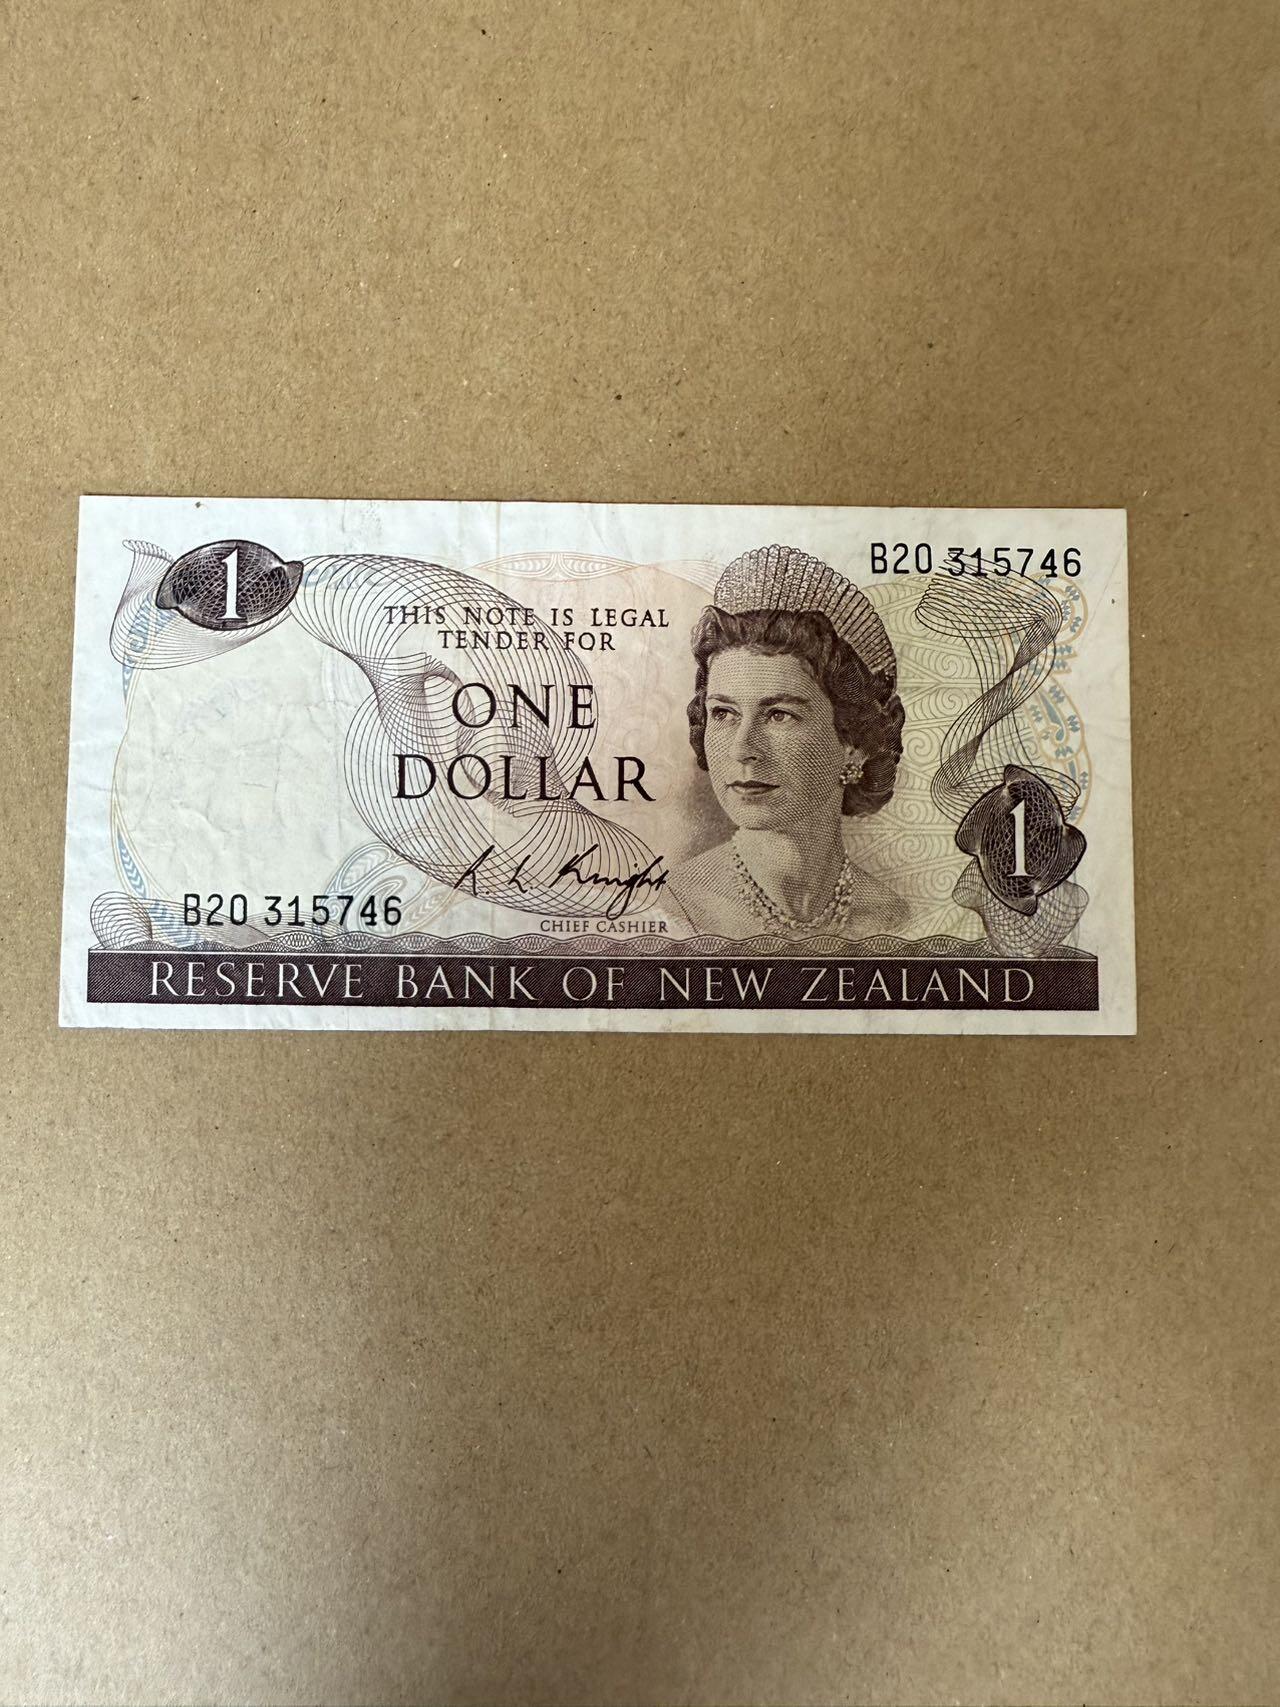 1
B20 315746
THIS NOTE IS LEGAL
TENDER FOR
ONE
DOLLAR
1
R. L. Knight
B20 315746
CHIEF CASHIER
RESERVE BANK OF NEW ZEALAND